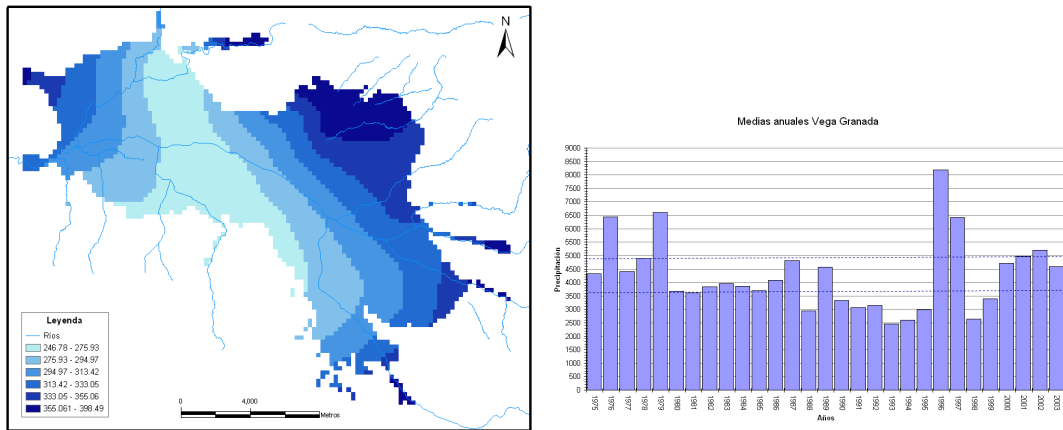 N
Leyenda
Ríos
246.78 - 275.93
275.93 - 294.97
294.97 - 313.42
313.42 - 333.05
333.05 - 355.06
355.061 - 398.49
0 4,000
Metros
Medias anuales Vega Granada
Precipitación
9000
8500
8000
7500
7000
6500
6000
5500
5000
4500
4000
3500
3000
2500
2000
1500
1000
500
0
1975 1976 1977 1978 1979 1980 1981 1982 1983 1984 1985 1986 1987 1988 1989 1990 1991 1992 1993 1994 1995 1996 1997 1998 1999 2000 2001 2002 2003
Años